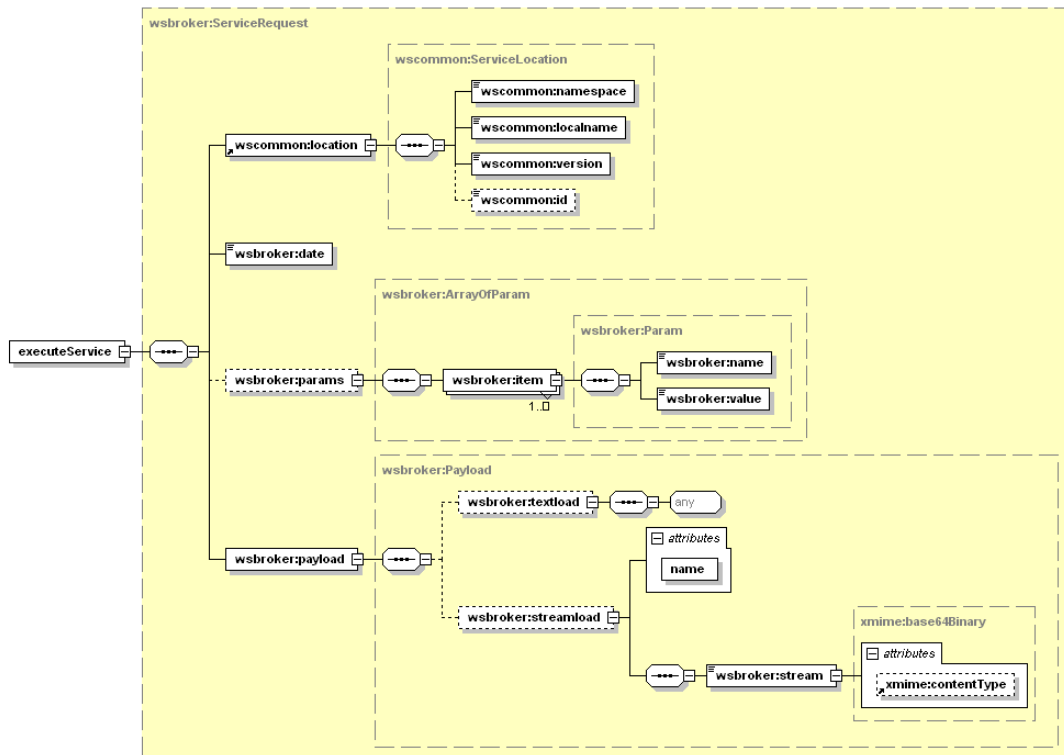 wsbroker:ServiceRequest
wscommon:ServiceLocation
wscommon:namespace
wscommon:localname
wscommon:location
wscommon:version
wscommon:id
wsbroker:date
wsbroker:ArrayOfParam
wsbroker:Param
executeService
wsbroker:name
wsbroker:params
wsbroker:item
wsbroker:value
1..
wsbroker:Payload
wsbroker:textload
any
attributes
name
wsbroker:payload
wsbroker:streamload
xmime:base64Binary
attributes
wsbroker:stream
xmime:contentType